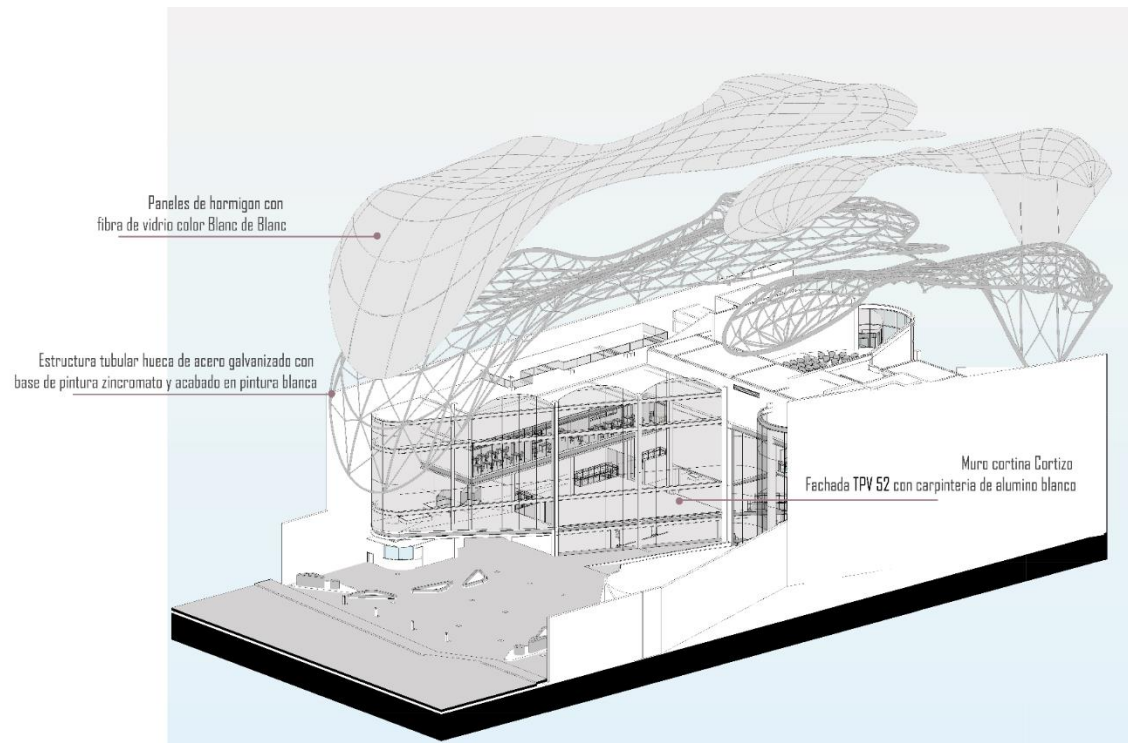 Paneles de hormigon con
fibra de vidrio color Blanc de Blanc
Estructura tubular hueca de acero galvanizado con
base de pintura zincromato y acabado en pintura blanca
Muro cortina Cortizo
Fachada TPV 52 con carpinteria de alumino blanco